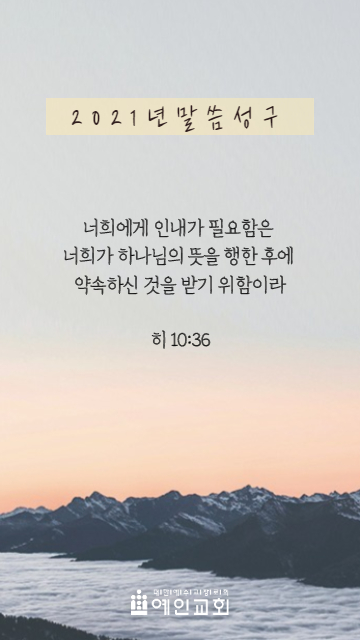 2021년말씀성구
너희에게 인내가 필요함은
너희가 하나님의 뜻을 행한 후에
약속하신 것을 받기 위함이라
히 10:36
예인교회